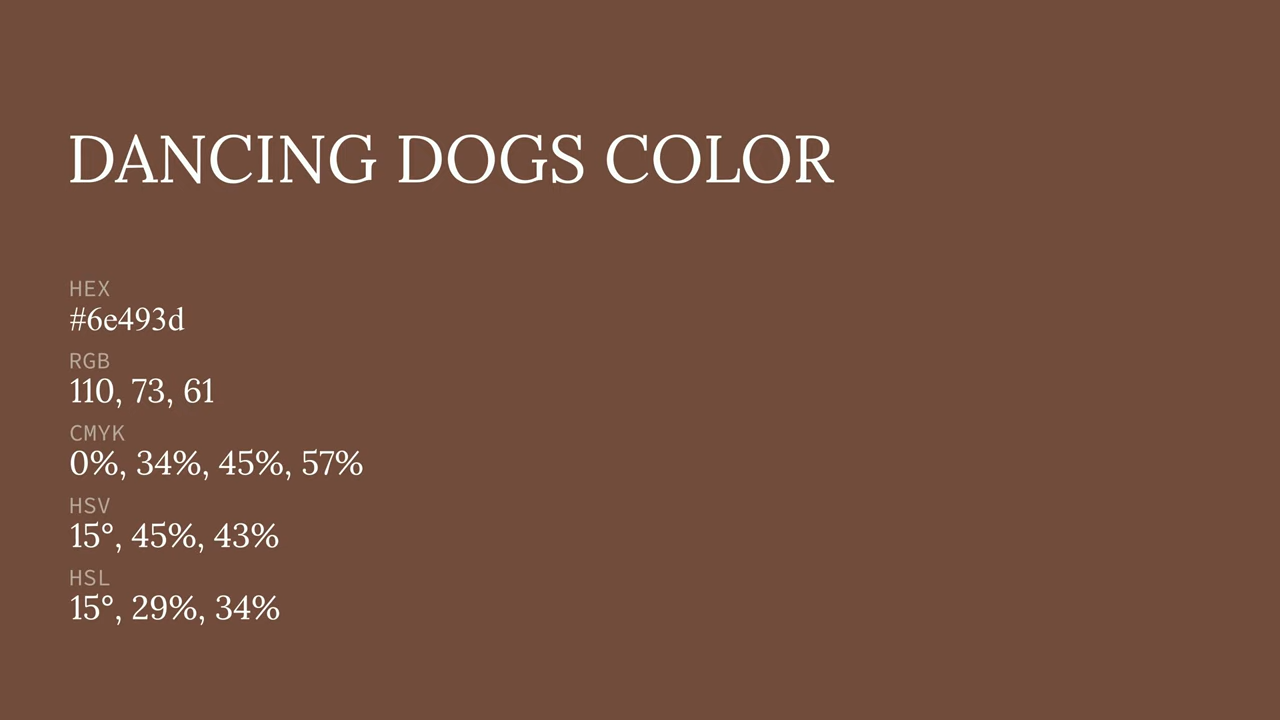 DANCING DOGS COLOR
HEX
#6e493d
RGB
110, 73, 61
CMYK
0%, 34%, 45%, 57%
HSV
15°, 45%, 43%
HSL
15°, 29%, 34%